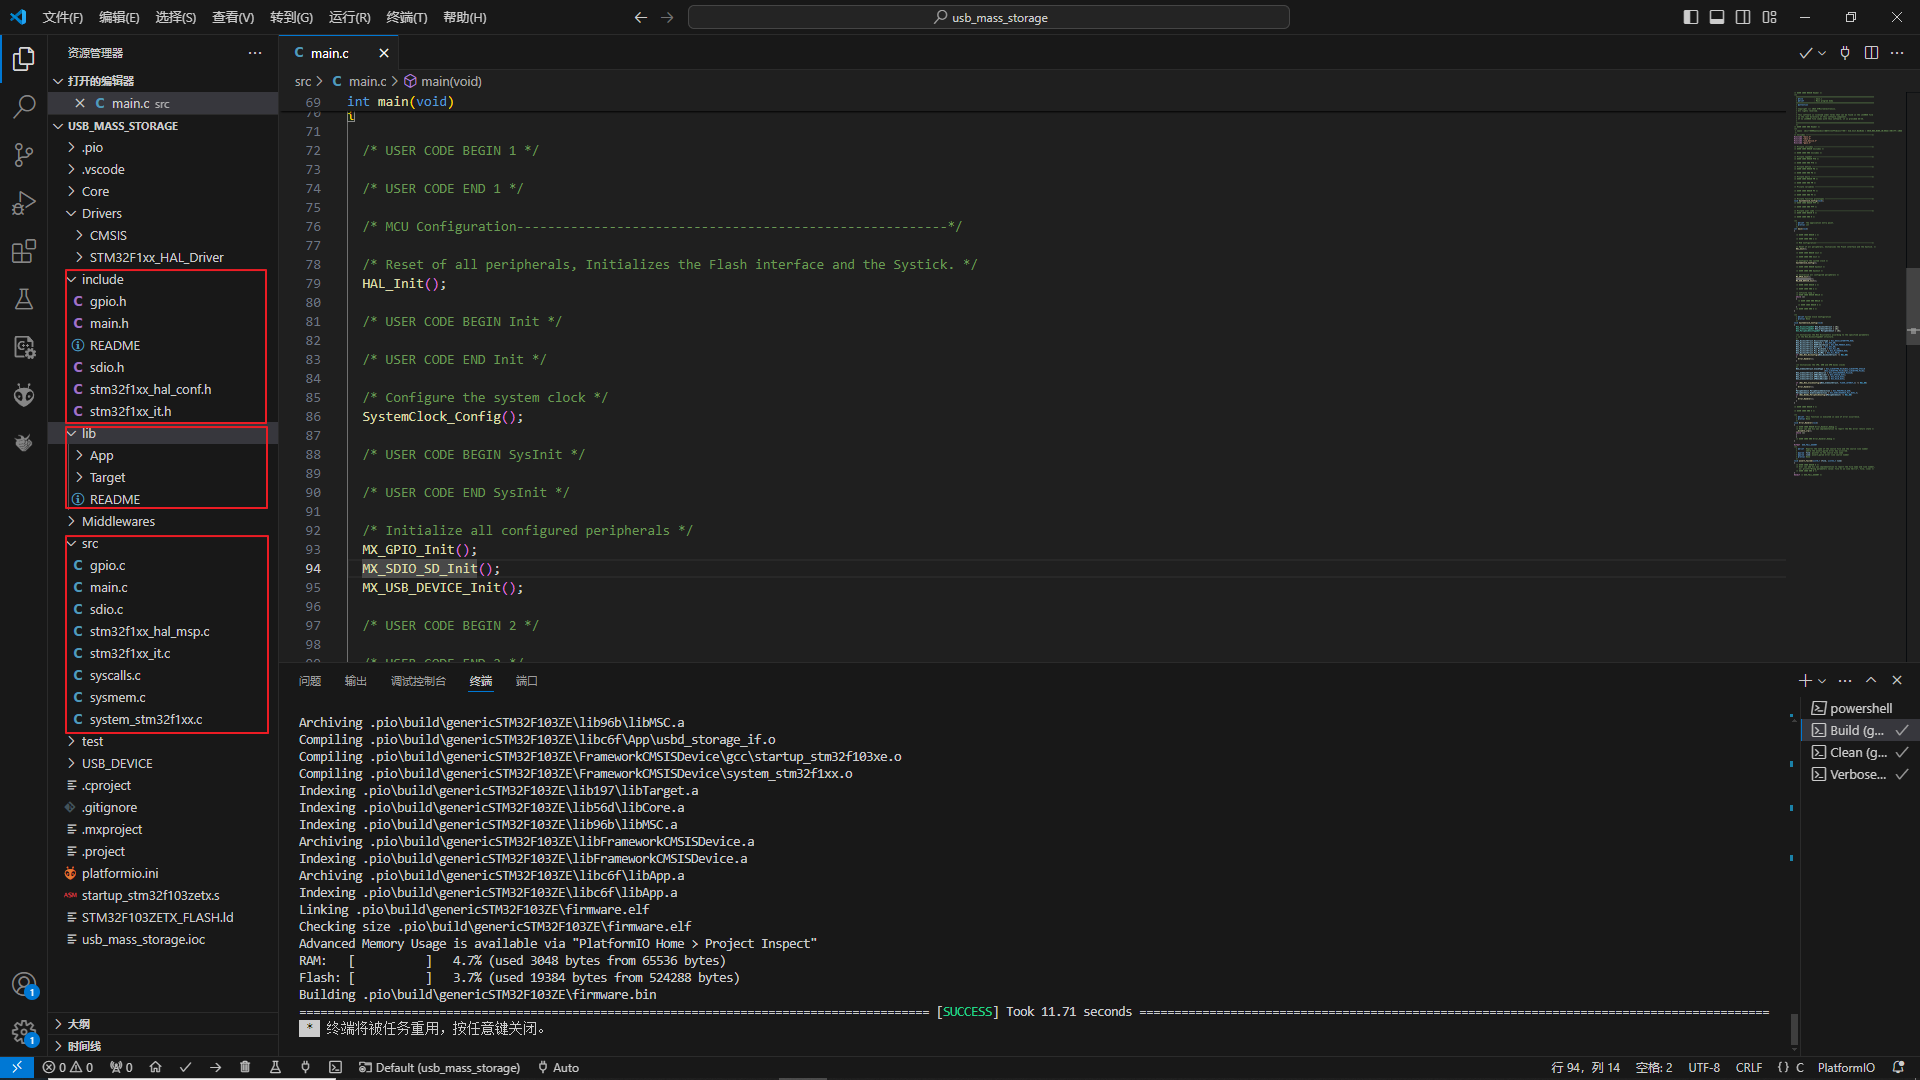 文件(F) 编辑(E) 选择(S) 查看(V) 转到(G) 运行(R) 终端(T) 帮助(H) usb_mass_storage
资源管理器
打开的编辑器
main.c src
USB_MASS_STORAGE
.pio
.vscode
Core
Drivers
CMSIS
STM32F1xx_HAL_Driver
include
C gpio.h
C main.h
README
C sdio.h
C stm32f1xx_hal_conf.h
C stm32f1xx_it.h
lib
App
Target
README
Middlewares
src
C gpio.c
C main.c
C sdio.c
C stm32f1xx_hal_msp.c
C stm32f1xx_it.c
C syscalls.c
C sysmem.c
C system_stm32f1xx.c
test
USB_DEVICE
.cproject
.gitignore
.mxproject
.project
platformio.ini
ASM startup_stm32f103zetx.s
STM32F103ZETX_FLASH.ld
usb_mass_storage.ioc
大纲
时间线
C main.c
src > C main.c > main(void)
69 int main(void)
70 {
71
72 /* USER CODE BEGIN 1 */
73
74 /* USER CODE END 1 */
75
76 /* MCU Configuration--------------------------------------------------------*/
77
78 /* Reset of all peripherals, Initializes the Flash interface and the Systick. */
79 HAL_Init();
80
81 /* USER CODE BEGIN Init */
82
83 /* USER CODE END Init */
84
85 /* Configure the system clock */
86 SystemClock_Config();
87
88 /* USER CODE BEGIN SysInit */
89
90 /* USER CODE END SysInit */
91
92 /* Initialize all configured peripherals */
93 MX_GPIO_Init();
94 MX_SDIO_SD_Init();
95 MX_USB_DEVICE_Init();
96
97 /* USER CODE BEGIN 2 */
98
99 /* USER CODE END 2 */
问题 输出 调试控制台 终端 端口
Archiving .pio\build\genericSTM32F103ZE\lib96b\libMSC.a
Compiling .pio\build\genericSTM32F103ZE\libc6f\App\usbd_storage_if.o
Compiling .pio\build\genericSTM32F103ZE\FrameworkCMSISDevice\gcc\startup_stm32f103xe.o
Compiling .pio\build\genericSTM32F103ZE\FrameworkCMSISDevice\system_stm32f1xx.o
Indexing .pio\build\genericSTM32F103ZE\lib197\libTarget.a
Indexing .pio\build\genericSTM32F103ZE\lib56d\libCore.a
Indexing .pio\build\genericSTM32F103ZE\lib96b\libMSC.a
Archiving .pio\build\genericSTM32F103ZE\libFrameworkCMSISDevice.a
Indexing .pio\build\genericSTM32F103ZE\libFrameworkCMSISDevice.a
Archiving .pio\build\genericSTM32F103ZE\libc6f\libApp.a
Indexing .pio\build\genericSTM32F103ZE\libc6f\libApp.a
Linking .pio\build\genericSTM32F103ZE\firmware.elf
Checking size .pio\build\genericSTM32F103ZE\firmware.elf
Advanced Memory Usage is available via "PlatformIO Home > Project Inspect"
RAM: [ ] 4.7% (used 3048 bytes from 65536 bytes)
Flash: [ ] 3.7% (used 19384 bytes from 524288 bytes)
Building .pio\build\genericSTM32F103ZE\firmware.bin
========================= [SUCCESS] Took 11.71 seconds =========================
* 终端将被任务重用，按任意键关闭。
powershell
Build (g...
Clean (g...
Verbose...
1
1
0 0 0 Default (usb_mass_storage) Auto 行 94，列 14 空格: 2 UTF-8 CRLF {} C PlatformIO